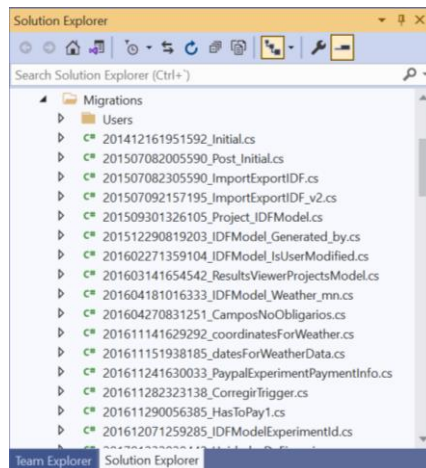 Solution Explorer
Search Solution Explorer (Ctrl+¨)
Migrations
Users
C# 201412161951592_Initial.cs
C# 201507082005590_Post_Initial.cs
C# 201507082305590_ImportExportIDF.cs
C# 201507092157195_ImportExportIDF_v2.cs
C# 201509301326105_Project_IDFModel.cs
C# 201512290819203_IDFModel_Generated_by.cs
C# 201602271359104_IDFModel_IsUserModified.cs
C# 201603141654542_ResultsViewerProjectsModel.cs
C# 201604181016333_IDFModel_Weather_mn.cs
C# 201604270831251_CamposNoObligarios.cs
C# 201611141629292_coordinatesForWeather.cs
C# 201611151938185_datesForWeatherData.cs
C# 201611241630033_PaypalExperimentPaymentInfo.cs
C# 201611282323138_CorregirTrigger.cs
C# 201611290056385_HasToPay1.cs
C# 201612071259285_IDFModelExperimentId.cs
Team Explorer Solution Explorer